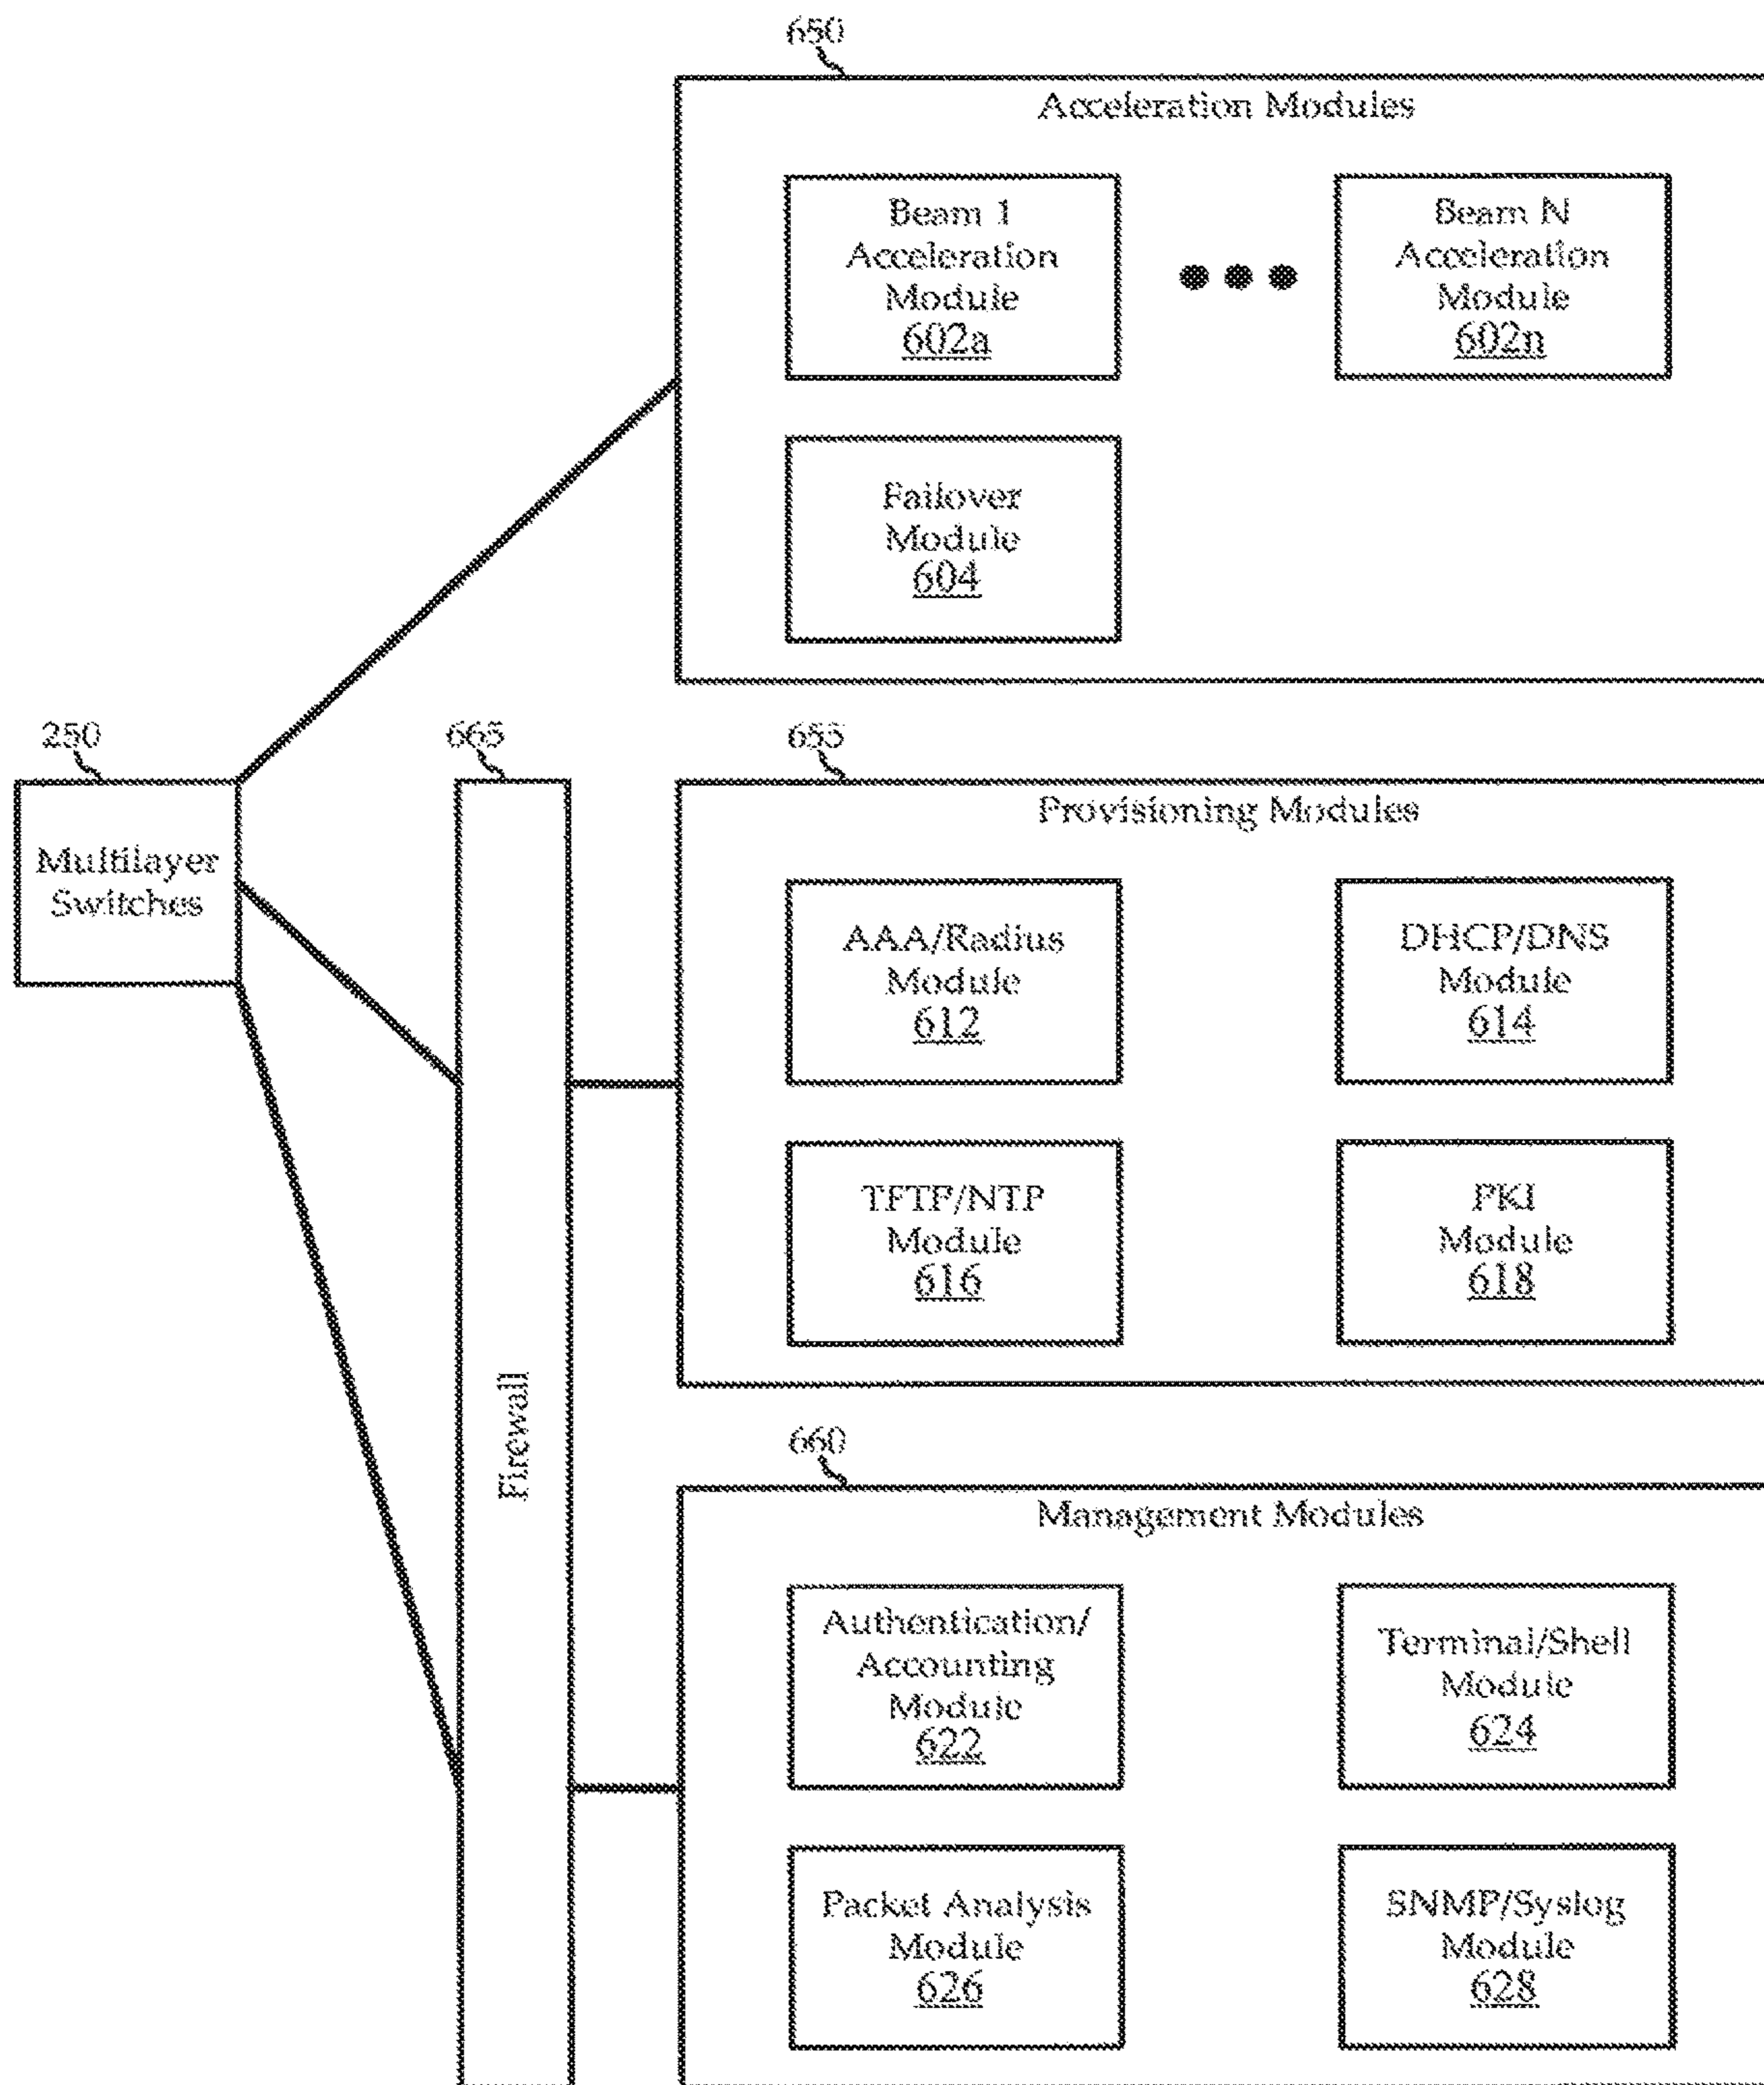 650
Acceleration Modules
Beam 1
Acceleration
Module
602a
Beam N
Acceleration
Module
602n
Failover
Module
604
250
Multilayer
Switches
665
Firewall
655
Provisioning Modules
AAA/Radius
Module
612
DHCP/DNS
Module
614
TFTP/NTP
Module
616
PKI
Module
618
660
Management Modules
Authentication/
Accounting
Module
622
Terminal/Shell
Module
624
Packet Analysis
Module
626
SNMP/Syslog
Module
628